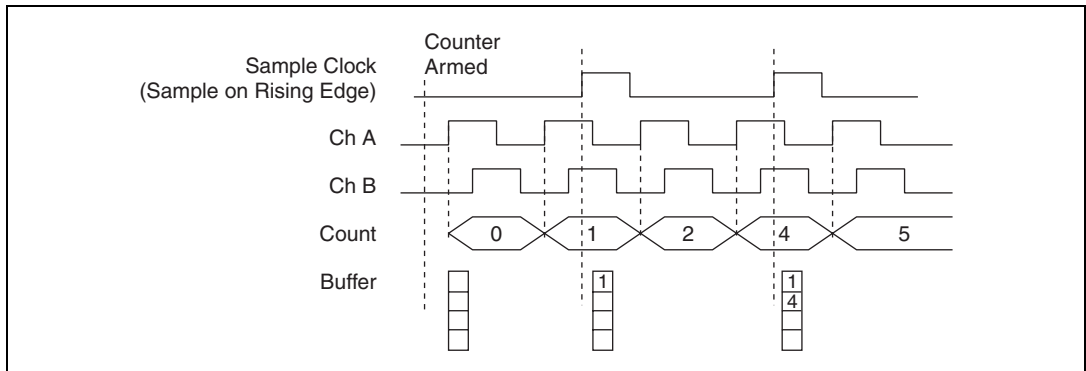 Counter
Armed
Sample Clock
(Sample on Rising Edge)
Ch A
Ch B
Count
0 1 2 4 5
Buffer
1 1
4